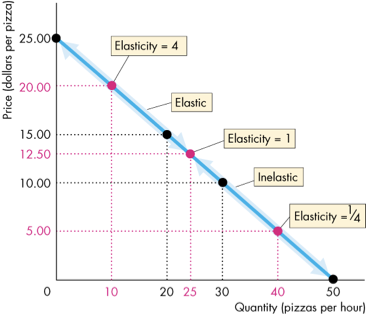 Price (dollars per pizza)
25.00
Elasticity = 4
20.00
Elastic
15.00
Elasticity = 1
12.50
Inelastic
10.00
Elasticity =1/4
5.00
0 10 20 25 30 40 50
Quantity (pizzas per hour)